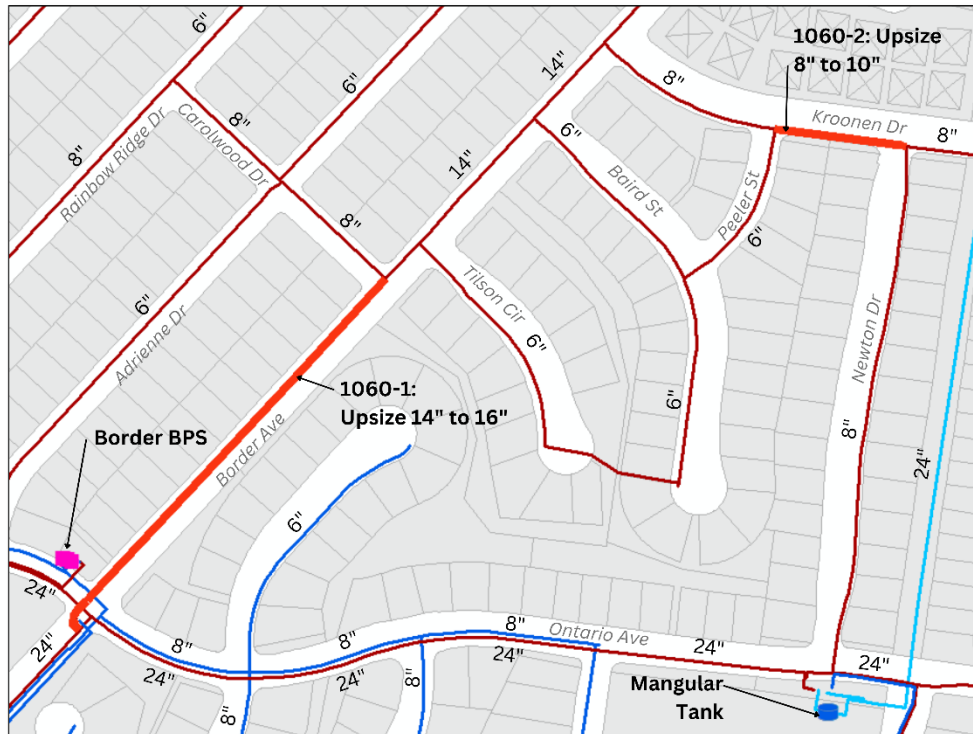 6"
14"
1060-2: Upsize
8" to 10"
8"
6"
8"
Carolwood Dr
Kroonen Dr
8"
8"
Rainbow Ridge Dr
14"
6"
Baird St
Peeler St
6"
8"
Tilson Cir
6"
Adrienne Dr
6"
Newton Dr
1060-1:
Upsize 14" to 16"
6"
Border BPS
Border Ave
8"
24"
6"
24"
8"
8"
8"
Ontario Ave
24"
24"
24"
24"
24"
24"
8"
8"
Mangular
Tank